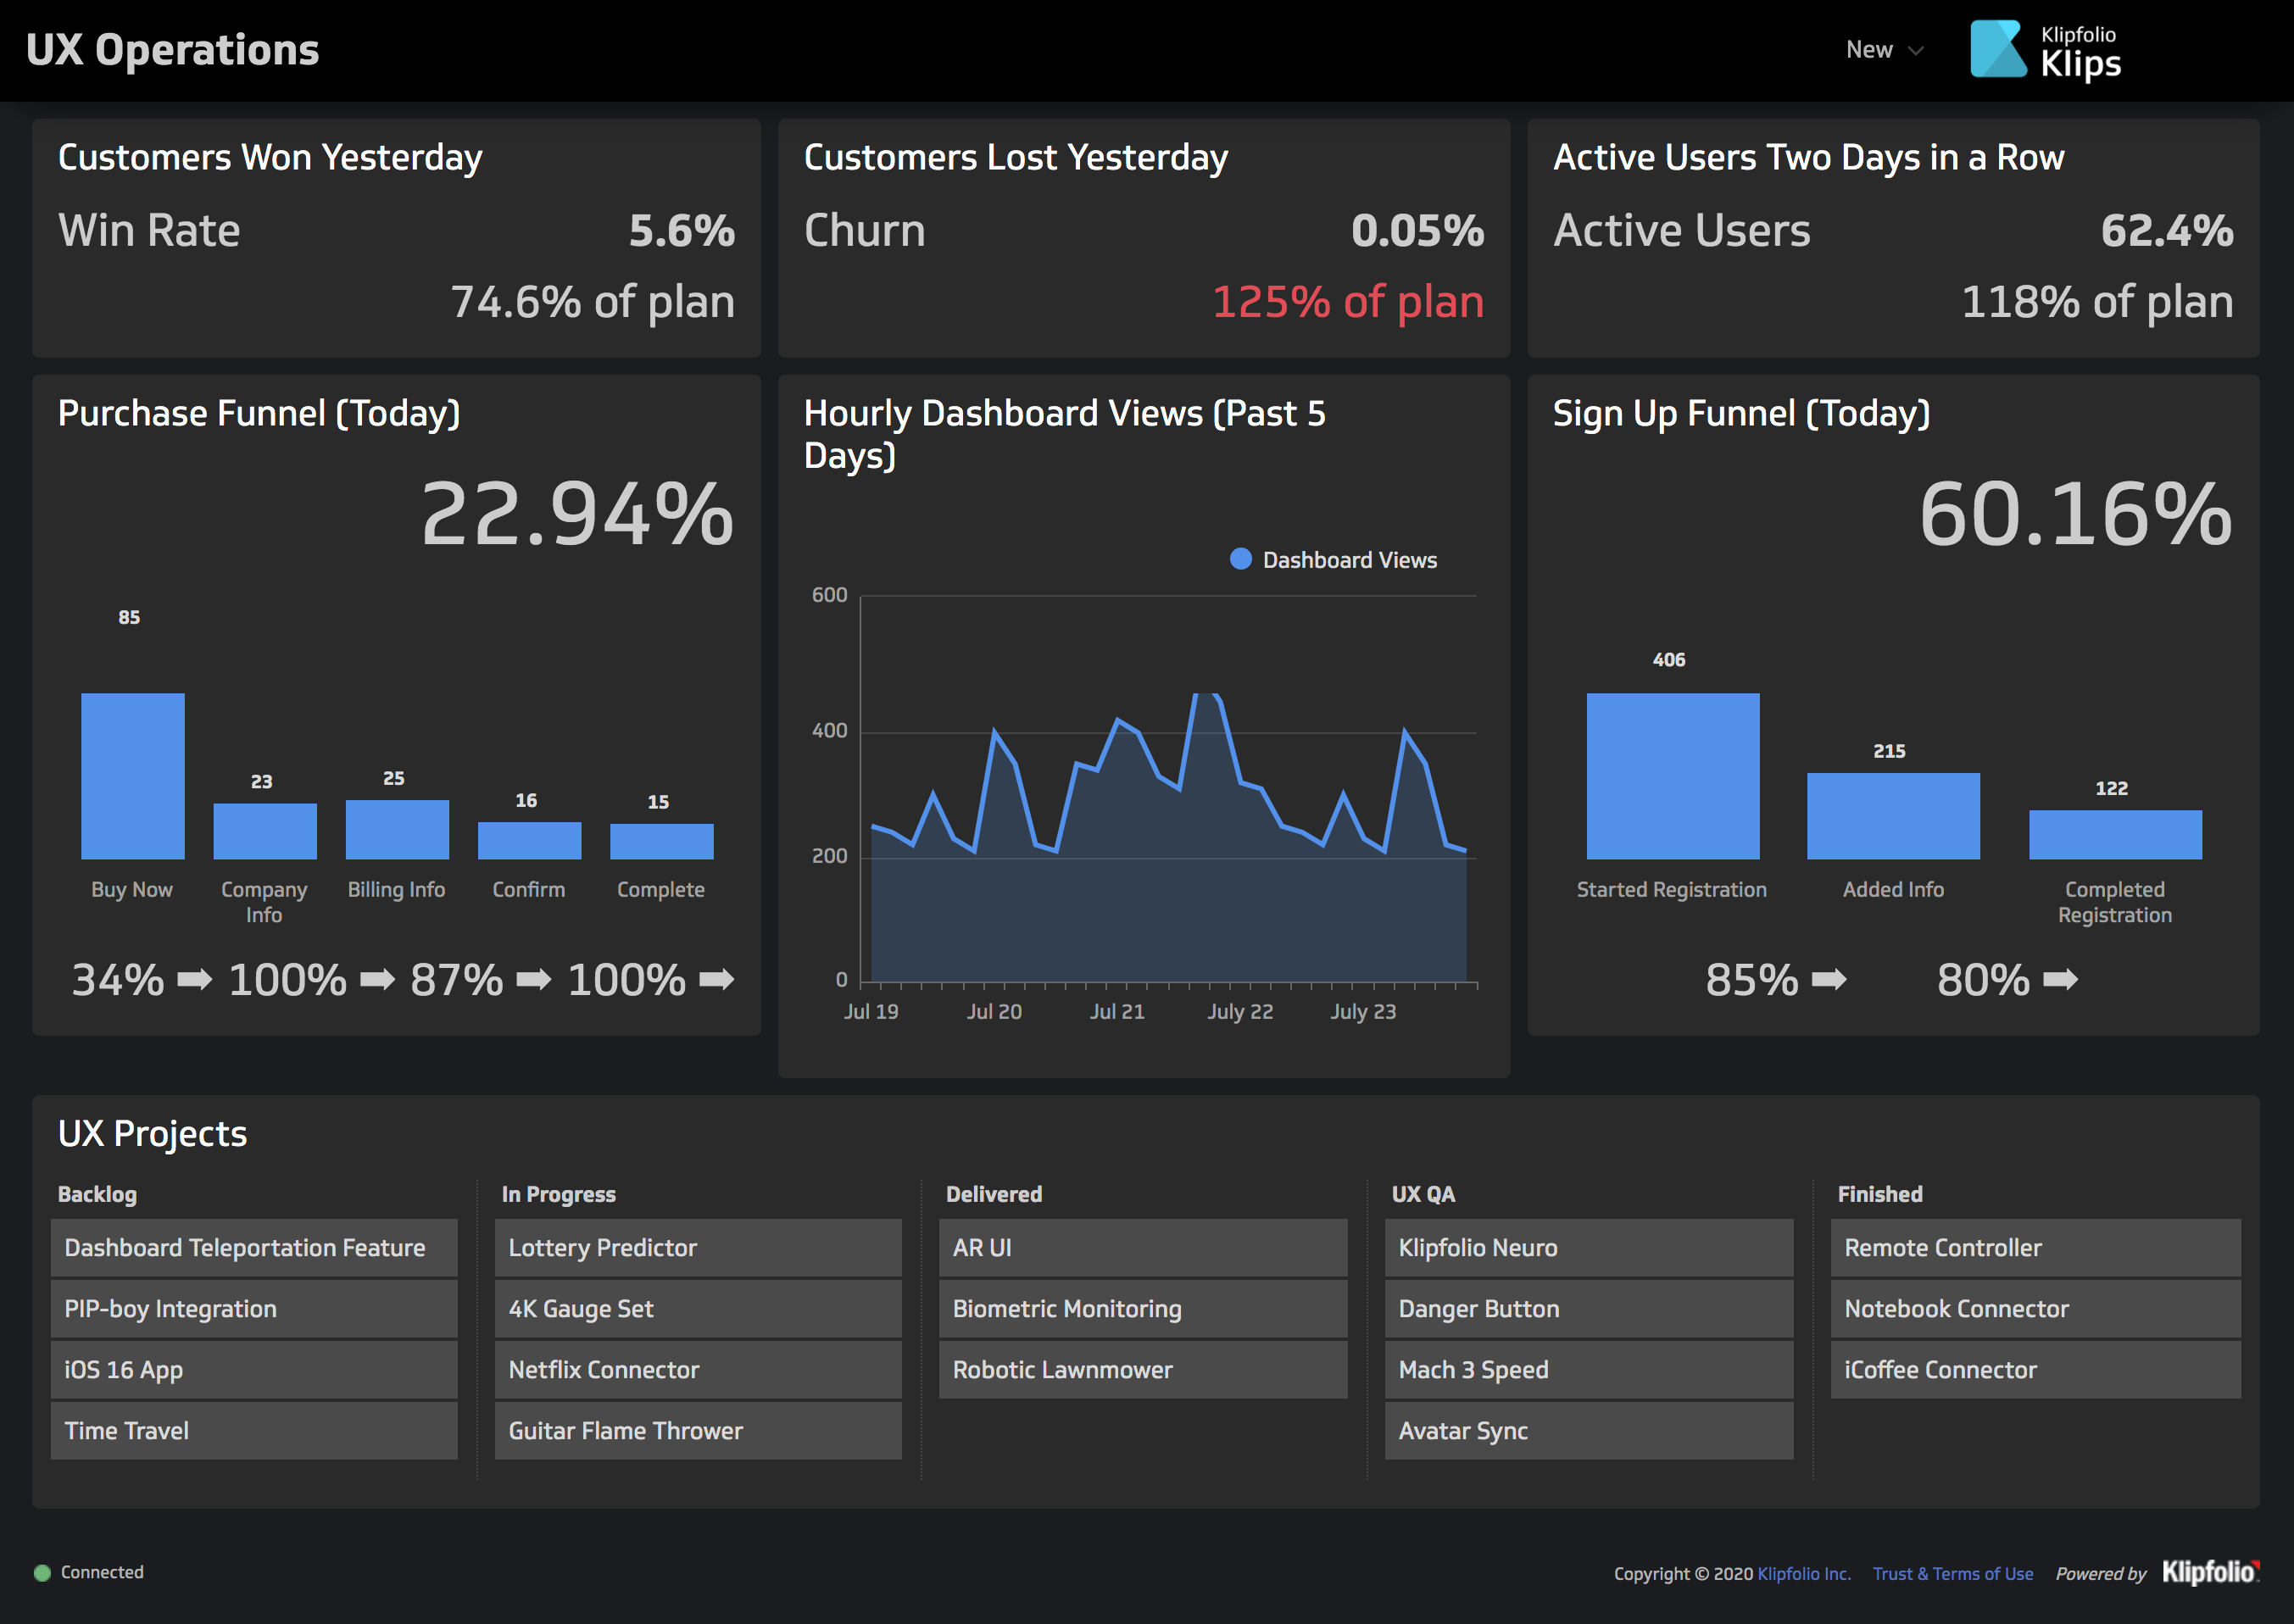 UX Operations
New
Klipfolio
Klips
Customers Won Yesterday
Win Rate 5.6%
74.6% of plan
Customers Lost Yesterday
Churn 0.05%
125% of plan
Active Users Two Days in a Row
Active Users 62.4%
118% of plan
Purchase Funnel (Today)
22.94%
85
23
25
16
15
Buy Now
Company
Info
Billing Info
Confirm
Complete
34% ➡ 100% ➡ 87% ➡ 100% ➡
Hourly Dashboard Views (Past 5
Days)
Dashboard Views
600
400
200
0
Jul 19
Jul 20
Jul 21
July 22
July 23
Sign Up Funnel (Today)
60.16%
406
215
122
Started Registration
Added Info
Completed
Registration
85% ➡ 80% ➡
UX Projects
Backlog
Dashboard Teleportation Feature
PIP-boy Integration
iOS 16 App
Time Travel
In Progress
Lottery Predictor
4K Gauge Set
Netflix Connector
Guitar Flame Thrower
Delivered
AR UI
Biometric Monitoring
Robotic Lawnmower
UX QA
Klipfolio Neuro
Danger Button
Mach 3 Speed
Avatar Sync
Finished
Remote Controller
Notebook Connector
iCoffee Connector
Connected
Copyright © 2020 Klipfolio Inc. Trust & Terms of Use Powered by Klipfolio